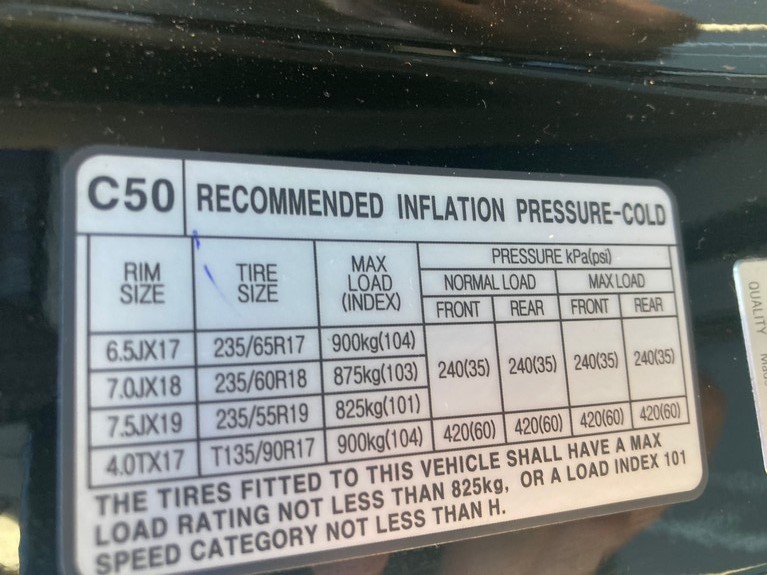 C50 RECOMMENDED INFLATION PRESSURE-COLD
RIM SIZE TIRE SIZE MAX LOAD (INDEX) PRESSURE kPa(psi)
NORMAL LOAD MAX LOAD
FRONT REAR FRONT REAR
6.5JX17 235/65R17 900kg(104) 240(35) 240(35) 240(35) 240(35)
7.0JX18 235/60R18 875kg(103)
7.5JX19 235/55R19 825kg(101)
4.0TX17 T135/90R17 900kg(104) 420(60) 420(60) 420(60) 420(60)
THE TIRES FITTED TO THIS VEHICLE SHALL HAVE A MAX
LOAD RATING NOT LESS THAN 825kg, OR A LOAD INDEX 101
SPEED CATEGORY NOT LESS THAN H.
QUALITY